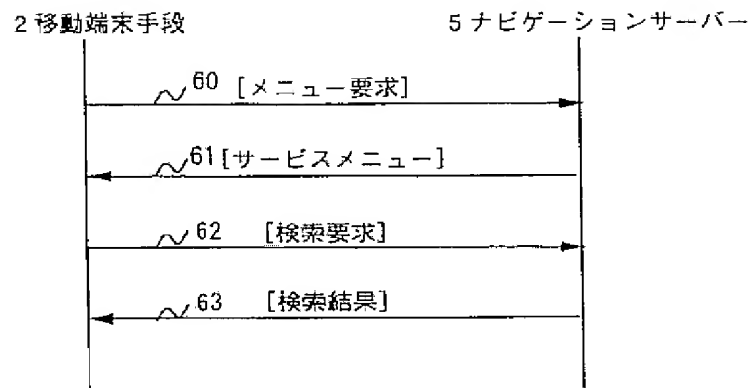 2 移動端末手段
5 ナビゲーションサーバー
60 [メニュー要求]
61 [サービスメニュー]
62 [検索要求]
63 [検索結果]